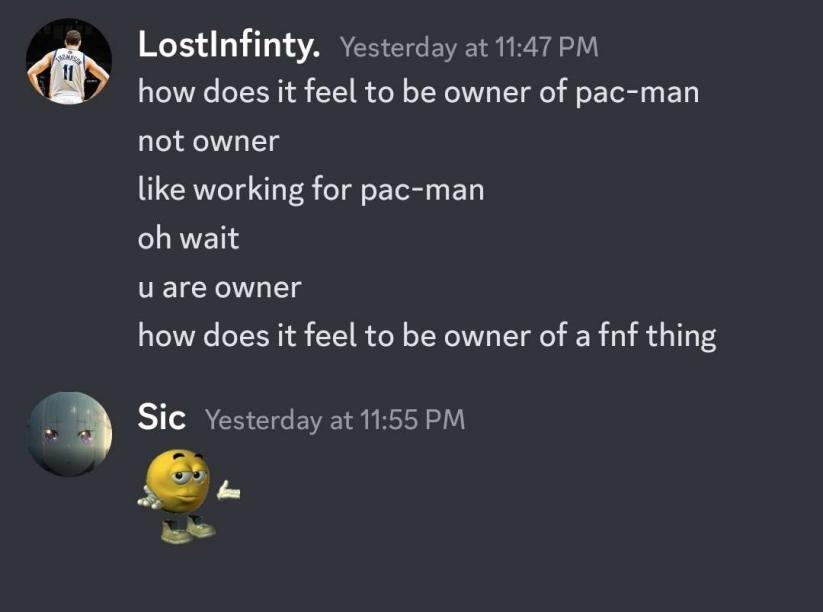 LostInfinty. Yesterday at 11:47 PM
THOMPSON
11
how does it feel to be owner of pac-man
not owner
like working for pac-man
oh wait
u are owner
how does it feel to be owner of a fnf thing
Sic Yesterday at 11:55 PM